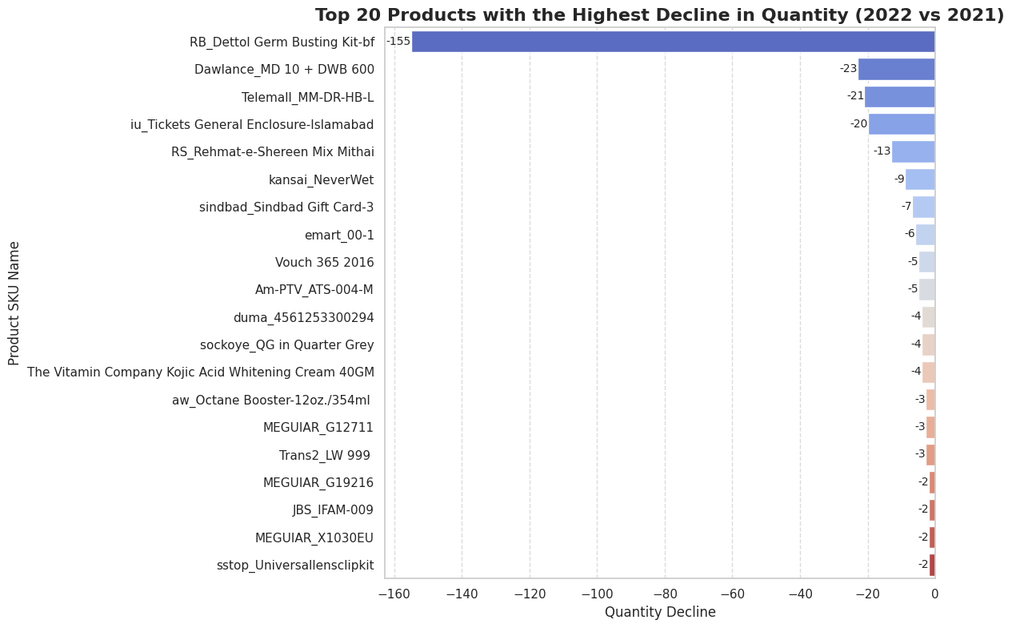 Top 20 Products with the Highest Decline in Quantity (2022 vs 2021)
Product SKU Name
RB_Dettol Germ Busting Kit-bf -155
Dawlance_MD 10 + DWB 600 -23
Telemall_MM-DR-HB-L -21
iu_Tickets General Enclosure-Islamabad -20
RS_Rehmat-e-Shereen Mix Mithai -13
kansai_NeverWet -9
sindbad_Sindbad Gift Card-3 -7
emart_00-1 -6
Vouch 365 2016 -5
Am-PTV_ATS-004-M -5
duma_4561253300294 -4
sockoye_QG in Quarter Grey -4
The Vitamin Company Kojic Acid Whitening Cream 40GM -4
aw_Octane Booster-12oz./354ml -3
MEGUIAR_G12711 -3
Trans2_LW 999 -3
MEGUIAR_G19216 -2
JBS_IFAM-009 -2
MEGUIAR_X1030EU -2
sstop_Universallensclipkit -2
−160 −140 −120 −100 −80 −60 −40 −20 0
Quantity Decline